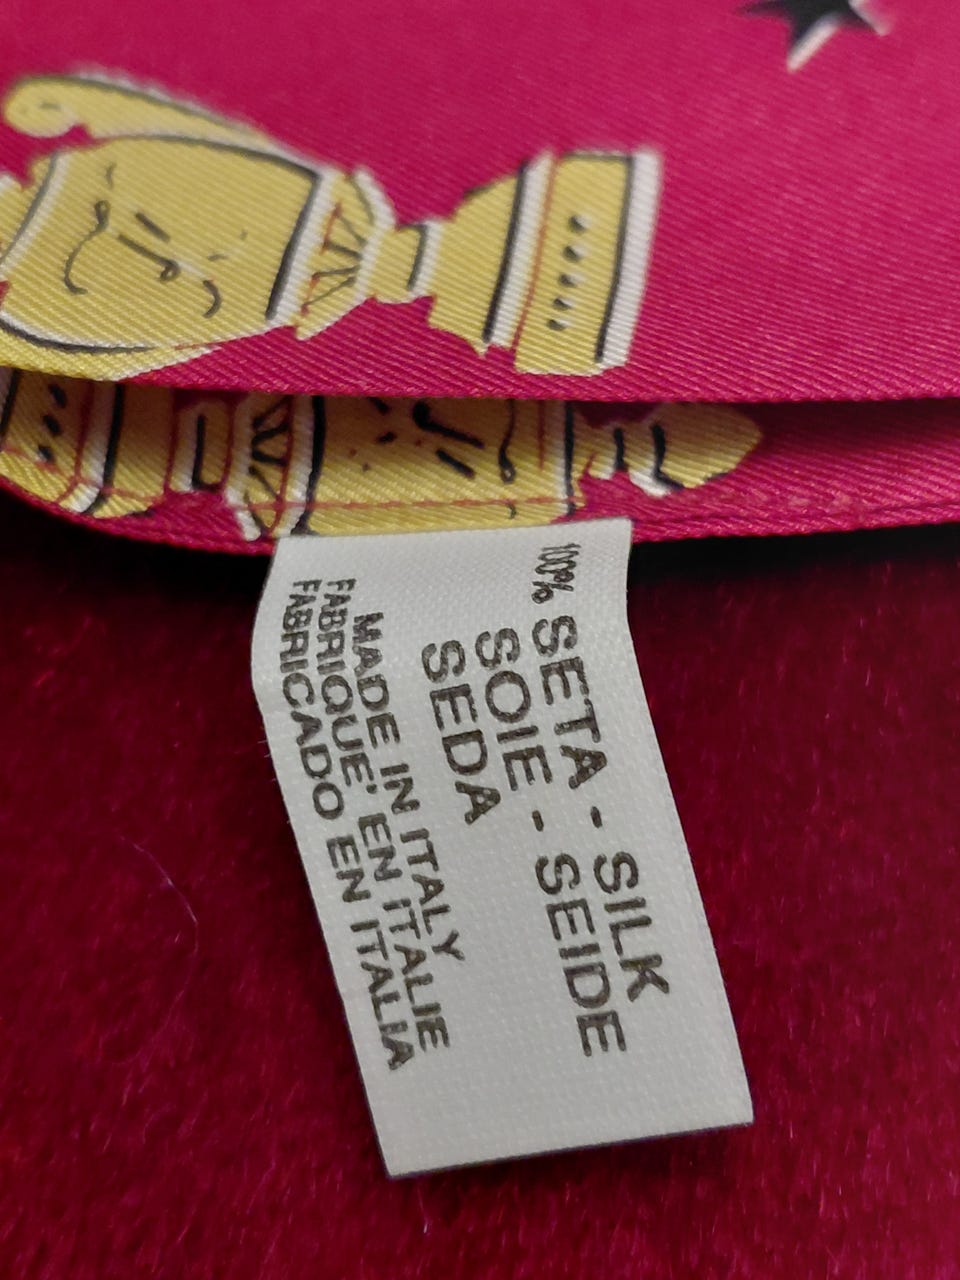 100% SETA - SILK
SOIE - SEIDE
SEDA
MADE IN ITALY
FABRIQUE' EN ITALIE
FABRICADO EN ITALIA